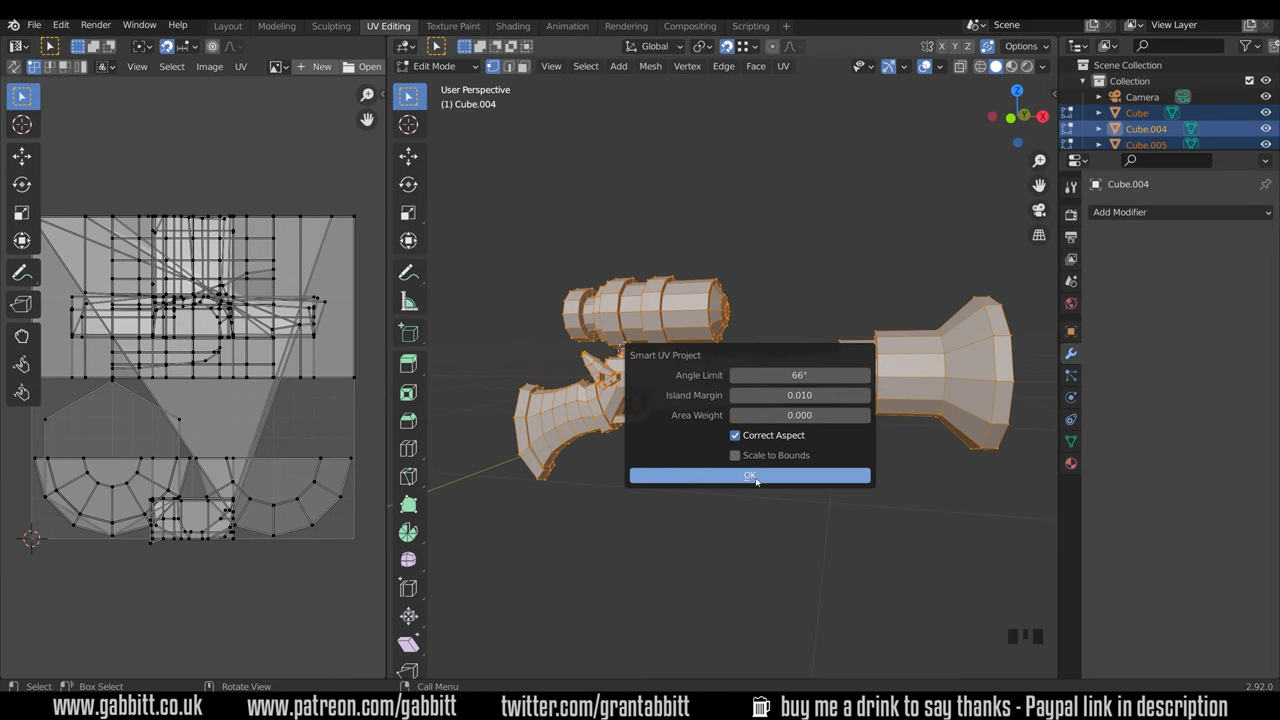 File Edit Render Window Help Layout Modeling Sculpting UV Editing Texture Paint Shading Animation Rendering Compositing Scripting + Scene View Layer
Global Options
View Select Image UV New Open Edit Mode View Select Add Mesh Vertex Edge Face UV X Y Z
Scene Collection
Collection
Camera
Cube
Cube.004
Cube.005
User Perspective
(1) Cube.004
Z
Y
X
Cube.004
Add Modifier
Smart UV Project
Angle Limit 66°
Island Margin 0.010
Area Weight 0.000
Correct Aspect
Scale to Bounds
OK
Select Box Select Rotate View Call Menu 2.92.0
www.gabbitt.co.uk www.patreon.com/gabbitt twitter.com/grantabbitt buy me a drink to say thanks - Paypal link in description